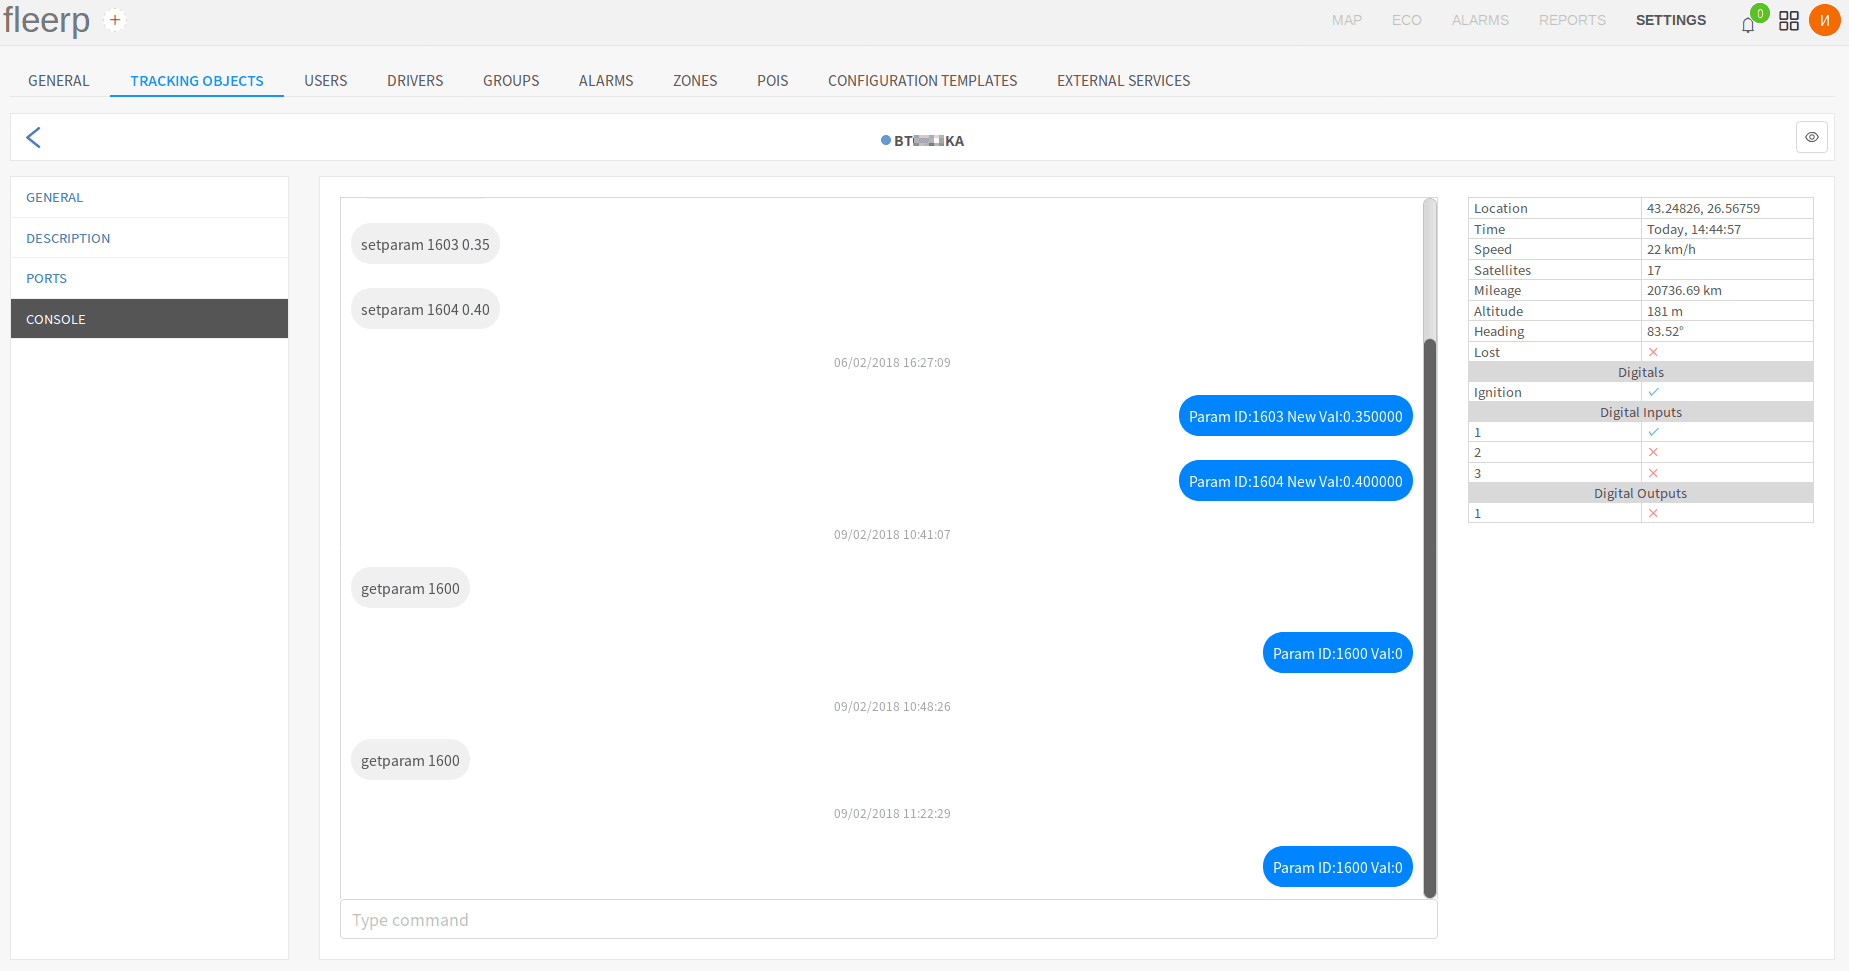 fleerp +
MAP ECO ALARMS REPORTS SETTINGS 0 И
GENERAL TRACKING OBJECTS USERS DRIVERS GROUPS ALARMS ZONES POIS CONFIGURATION TEMPLATES EXTERNAL SERVICES
BT KA
GENERAL
DESCRIPTION
PORTS
CONSOLE
setparam 1603 0.35
setparam 1604 0.40
06/02/2018 16:27:09
Param ID:1603 New Val:0.350000
Param ID:1604 New Val:0.400000
09/02/2018 10:41:07
getparam 1600
Param ID:1600 Val:0
09/02/2018 10:48:26
getparam 1600
09/02/2018 11:22:29
Param ID:1600 Val:0
Type command
Location 43.24826, 26.56759
Time Today, 14:44:57
Speed 22 km/h
Satellites 17
Mileage 20736.69 km
Altitude 181 m
Heading 83.52°
Lost
Digitals
Ignition
Digital Inputs
1
2
3
Digital Outputs
1